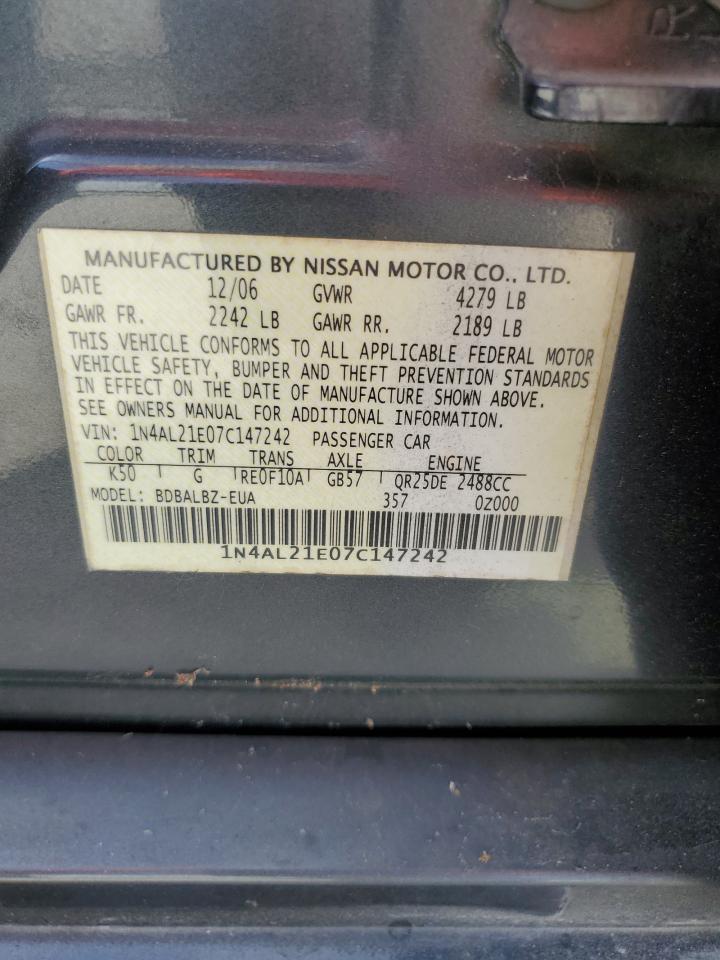 MANUFACTURED BY NISSAN MOTOR CO., LTD.
DATE 12/06 GVWR 4279 LB
GAWR FR. 2242 LB GAWR RR. 2189 LB
THIS VEHICLE CONFORMS TO ALL APPLICABLE FEDERAL MOTOR
VEHICLE SAFETY, BUMPER AND THEFT PREVENTION STANDARDS
IN EFFECT ON THE DATE OF MANUFACTURE SHOWN ABOVE.
SEE OWNERS MANUAL FOR ADDITIONAL INFORMATION.
VIN: 1N4AL21E07C147242 PASSENGER CAR
COLOR TRIM TRANS AXLE ENGINE
K50 G RE0F10A GB57 QR25DE 2488CC
MODEL: BDBALBZ-EUA 357 0Z000
1N4AL21E07C147242